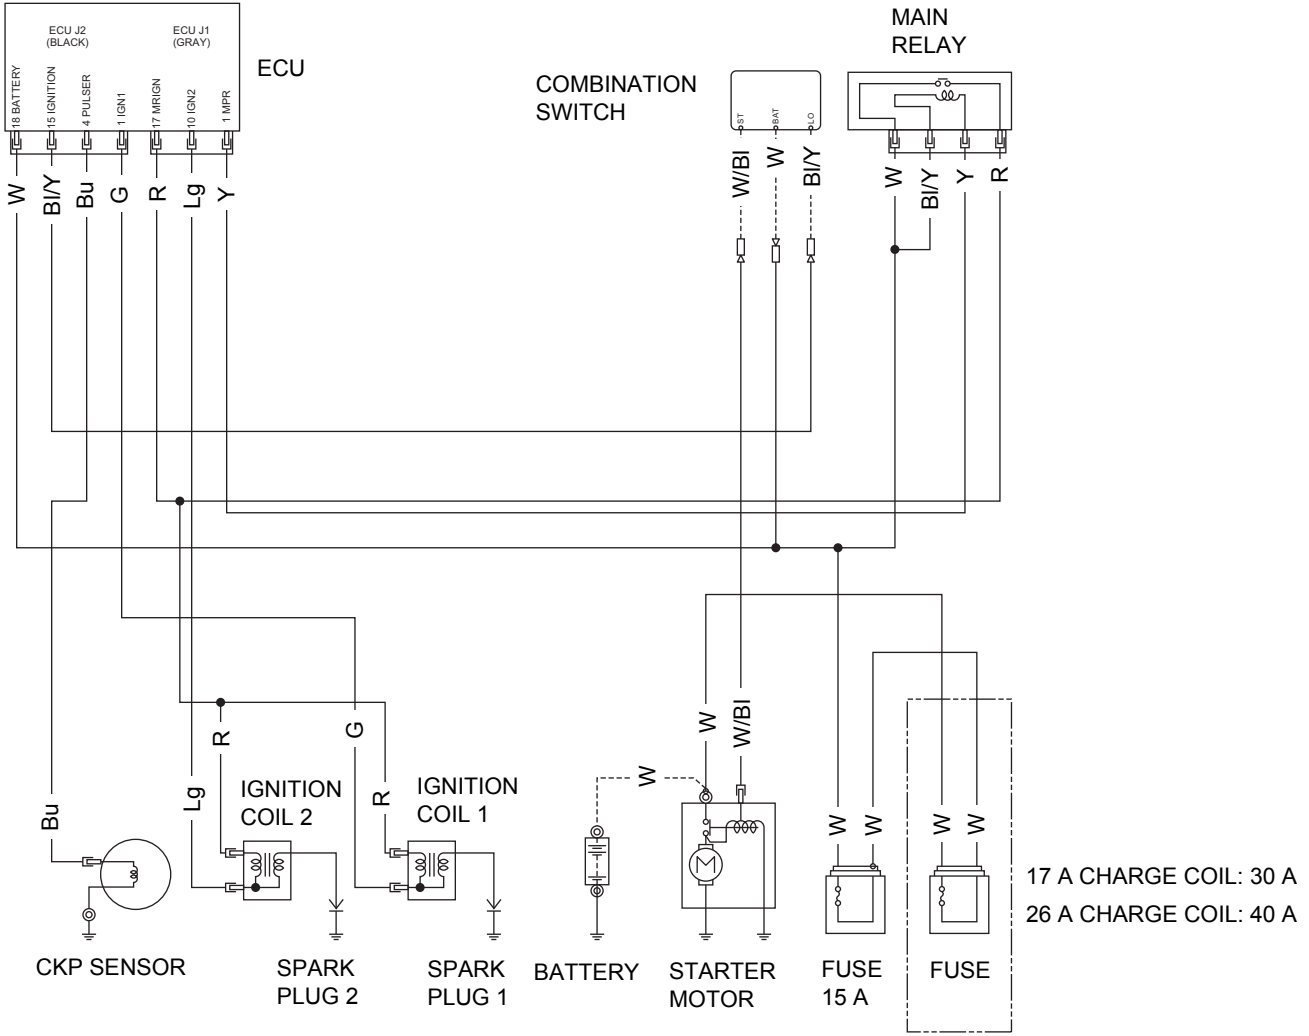 ECU J2
(BLACK)
ECU J1
(GRAY)
ECU
18 BATTERY
15 IGNITION
4 PULSER
1 IGN1
17 MRIGN
10 IGN2
1 MPR
W
Bl/Y
Bu
G
R
Lg
Y
COMBINATION
SWITCH
ST
BAT
LO
W/Bl
W
Bl/Y
MAIN
RELAY
W
Bl/Y
Y
R
Bu
Lg
R
G
R
W
W
W/Bl
W
W
W
W
IGNITION
COIL 2
IGNITION
COIL 1
M
17 A CHARGE COIL: 30 A
26 A CHARGE COIL: 40 A
CKP SENSOR
SPARK
PLUG 2
SPARK
PLUG 1
BATTERY
STARTER
MOTOR
FUSE
15 A
FUSE